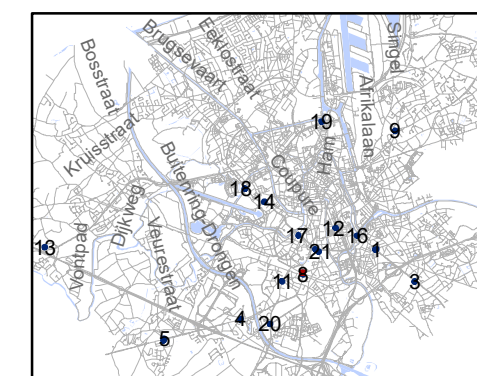 Eeklostraat
Brugsevaart
Singel
Bosstraat
Afrikalaan
19
9
Kruisstraat
Ham
Coupure
Buitenring-Drongen
18
14
Dijkweg
12
17
16
13
21
1
Vontpad
Veurestraat
8
11
3
4
20
5